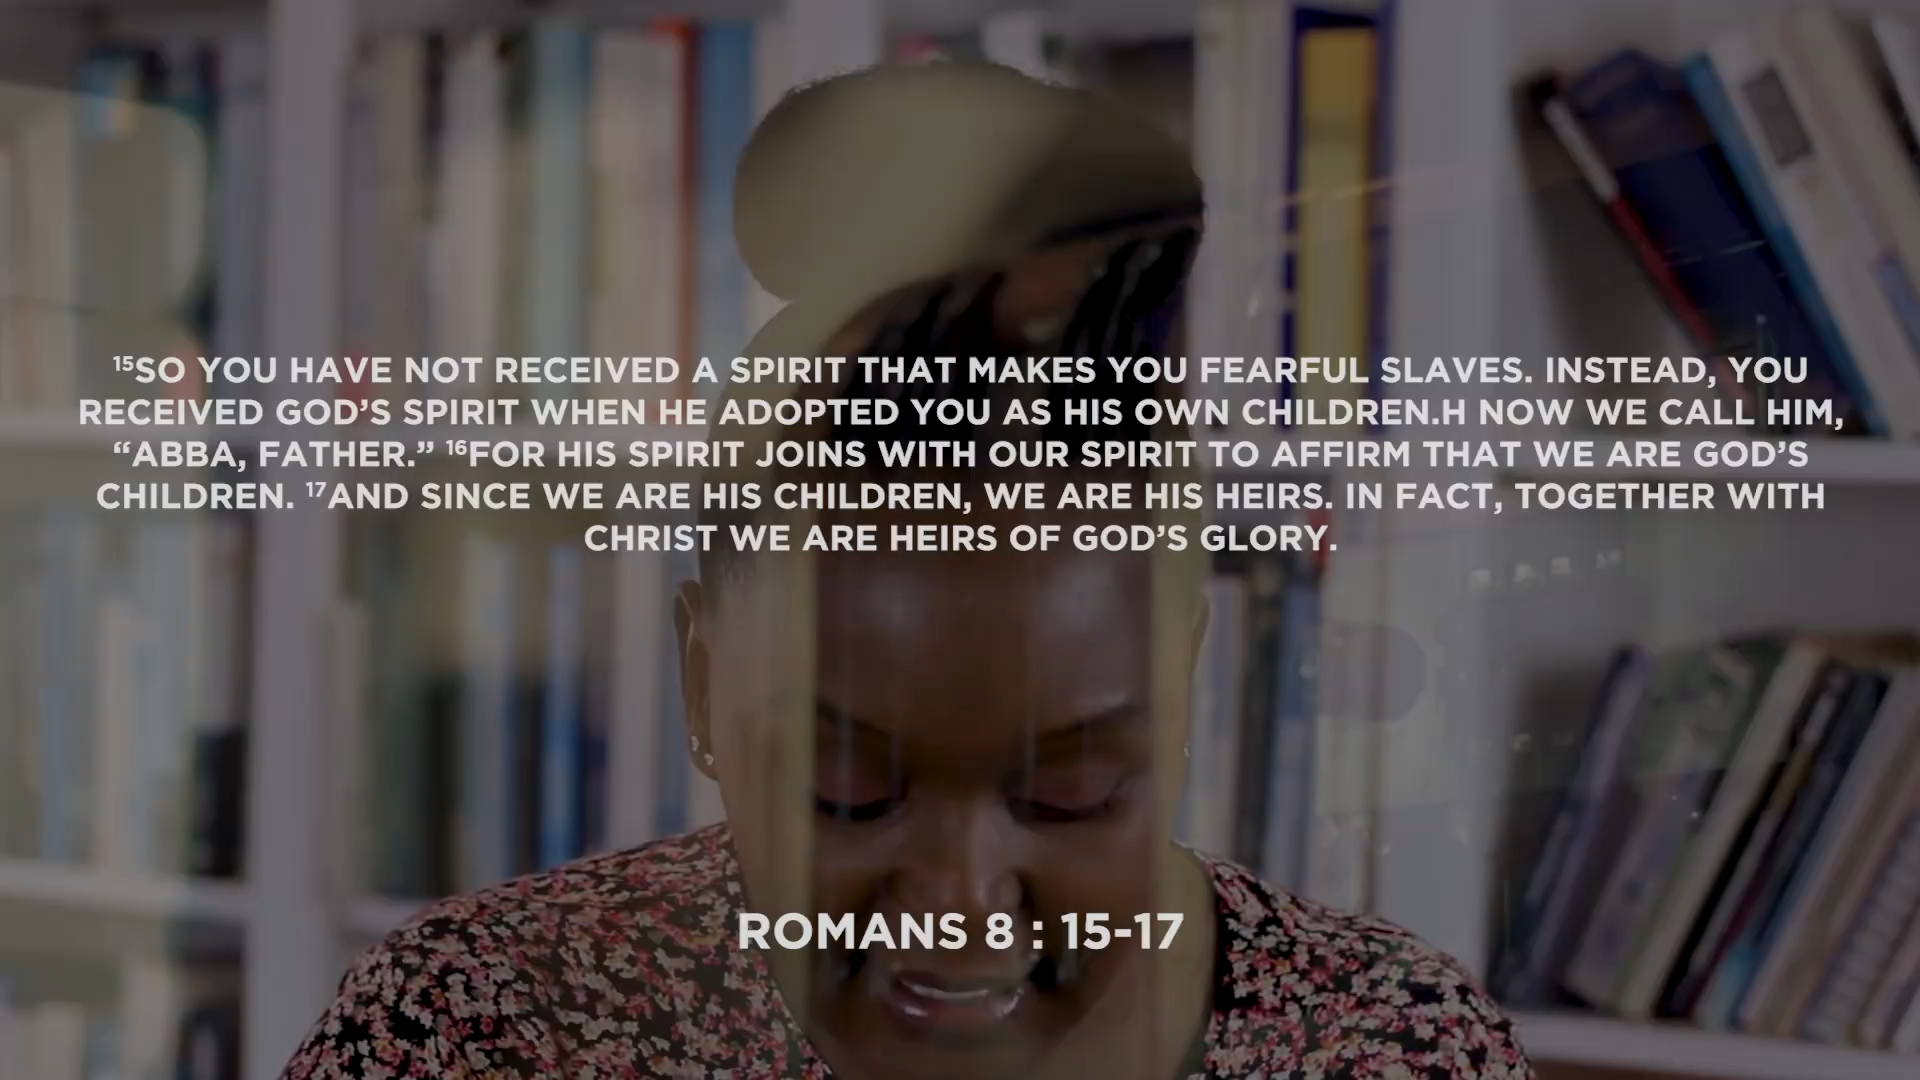 ¹⁵SO YOU HAVE NOT RECEIVED A SPIRIT THAT MAKES YOU FEARFUL SLAVES. INSTEAD, YOU
RECEIVED GOD’S SPIRIT WHEN HE ADOPTED YOU AS HIS OWN CHILDREN.H NOW WE CALL HIM,
“ABBA, FATHER.” ¹⁶FOR HIS SPIRIT JOINS WITH OUR SPIRIT TO AFFIRM THAT WE ARE GOD’S
CHILDREN. ¹⁷AND SINCE WE ARE HIS CHILDREN, WE ARE HIS HEIRS. IN FACT, TOGETHER WITH
CHRIST WE ARE HEIRS OF GOD’S GLORY.
ROMANS 8 : 15-17